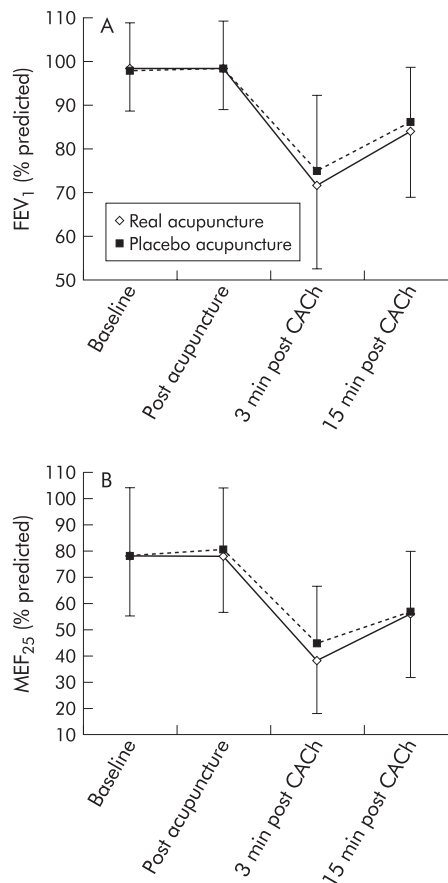 A
FEV1 (% predicted)
110
100
90
80
70
60
50
Real acupuncture
Placebo acupuncture
Baseline
Post acupuncture
3 min post CACh
15 min post CACh
B
MEF25 (% predicted)
110
100
90
80
70
60
50
40
30
20
10
Baseline
Post acupuncture
3 min post CACh
15 min post CACh